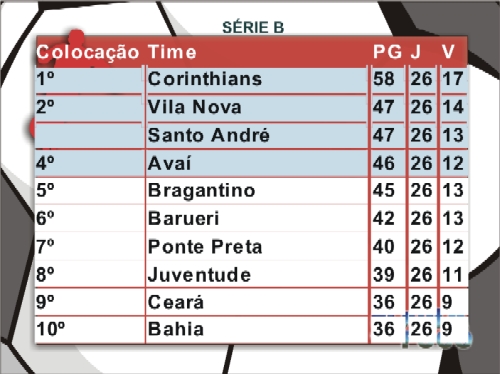 SÉRIE B
Colocação Time PG J V
1º Corinthians 58 26 17
2º Vila Nova 47 26 14
Santo André 47 26 13
4º Avaí 46 26 12
5º Bragantino 45 26 13
6º Barueri 42 26 13
7º Ponte Preta 40 26 12
8º Juventude 39 26 11
9º Ceará 36 26 9
10º Bahia 36 26 9